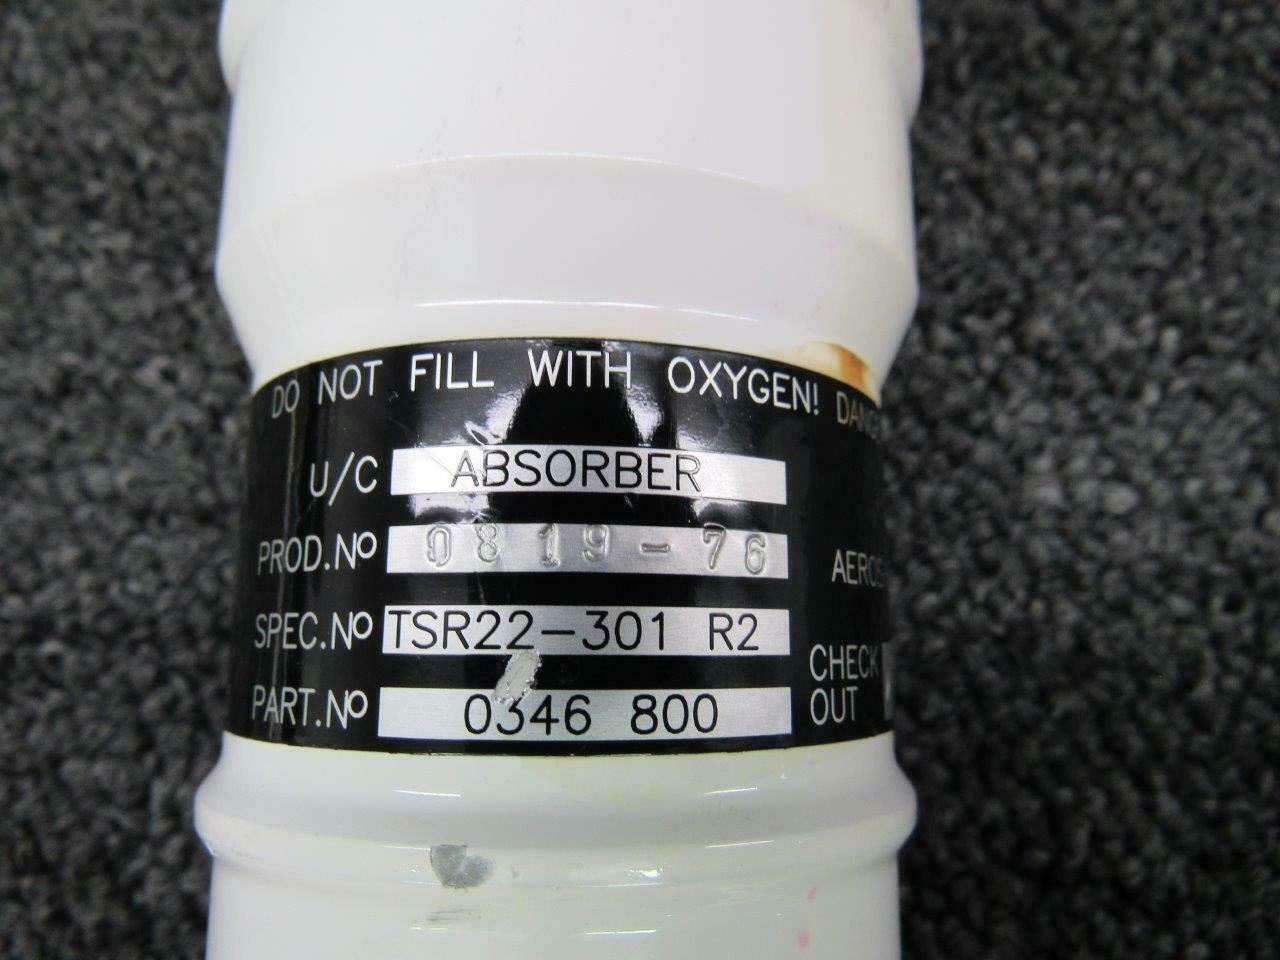 DO NOT FILL WITH OXYGEN!
U/C ABSORBER
PROD.No 0819-76
SPEC.No TSR22-301 R2
PART.No 0346 800
CHECK
OUT